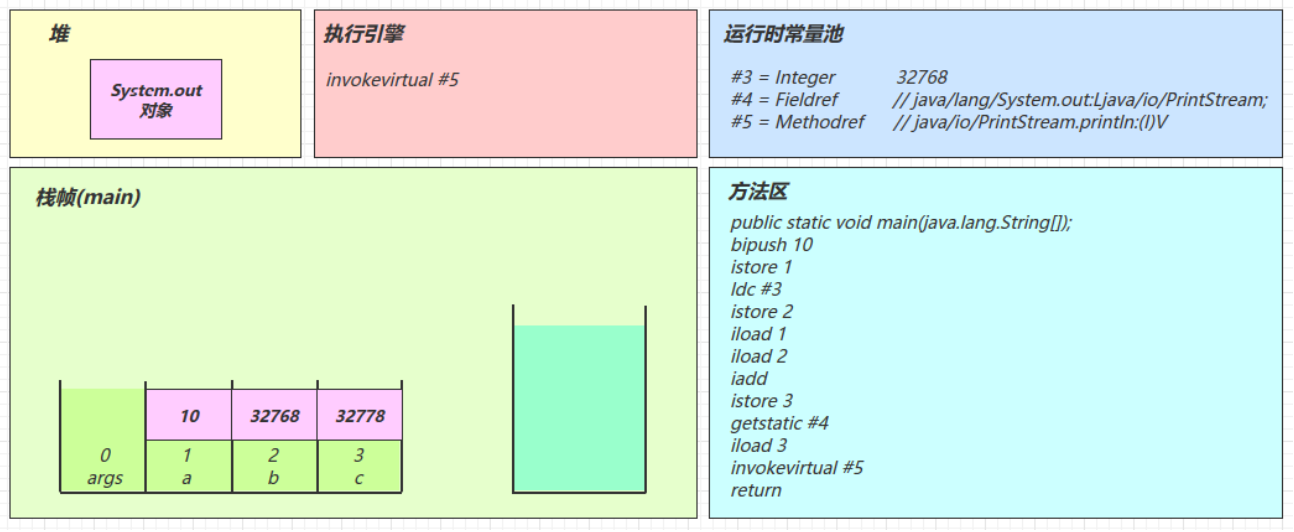 堆
System.out
对象
执行引擎
invokevirtual #5
运行时常量池
#3 = Integer 32768
#4 = Fieldref // java/lang/System.out:Ljava/io/PrintStream;
#5 = Methodref // java/io/PrintStream.println:(I)V
栈帧(main)
10 32768 32778
0 1 2 3
args a b c
方法区
public static void main(java.lang.String[]);
bipush 10
istore 1
ldc #3
istore 2
iload 1
iload 2
iadd
istore 3
getstatic #4
iload 3
invokevirtual #5
return